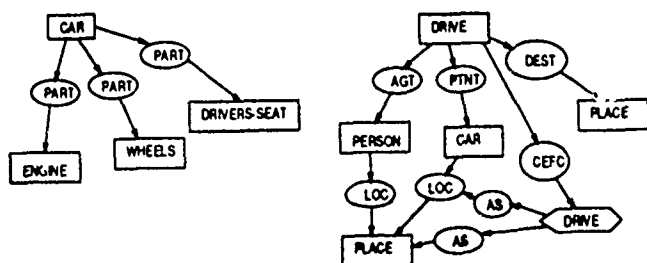 CAR
PART
PART
PART
DRIVERS-SEAT
WHEELS
ENGINE
DRIVE
DEST
AGT
PTNT
PLACE
PERSON
CAR
CEFC
LOC
LOC
AS
DRIVE
AS
PLACE